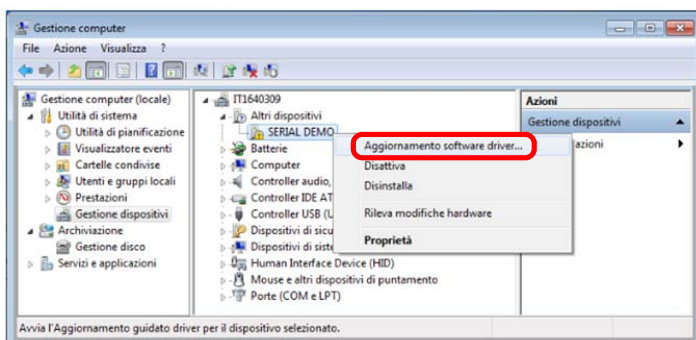 Gestione computer
File Azione Visualizza ?
Gestione computer (locale)
Utilità di sistema
Utilità di pianificazione
Visualizzatore eventi
Cartelle condivise
Utenti e gruppi locali
Prestazioni
Gestione dispositivi
Archiviazione
Gestione disco
Servizi e applicazioni
IT1640309
Altri dispositivi
SERIAL DEMO
Batterie
Computer
Controller audio,
Controller IDE AT
Controller USB (U
Dispositivi di sicu
Dispositivi di siste
Human Interface Device (HID)
Mouse e altri dispositivi di puntamento
Porte (COM e LPT)
Aggiornamento software driver...
Disattiva
Disinstalla
Rileva modifiche hardware
Proprietà
Azioni
Gestione dispositivi
azioni
Avvia l'Aggiornamento guidato driver per il dispositivo selezionato.